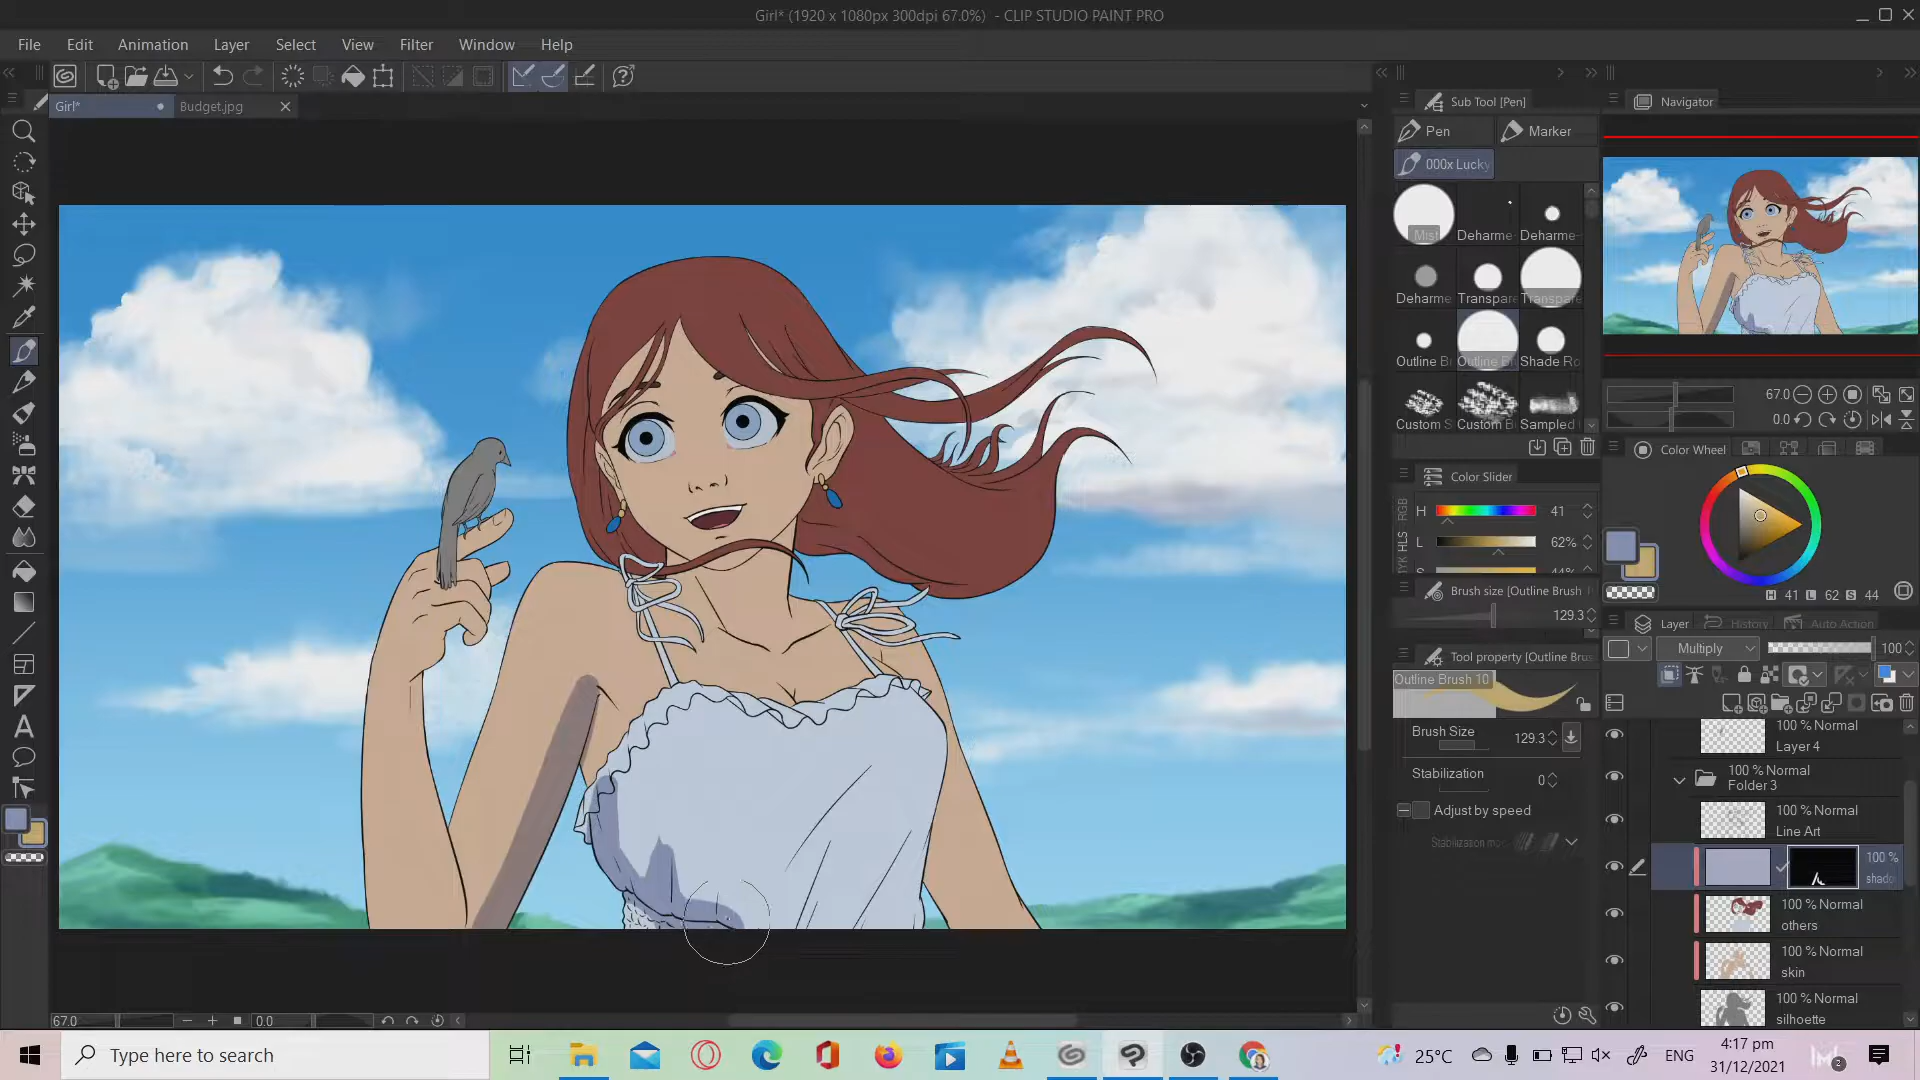 Girl* (1920 x 1080px 300dpi 67.0%) - CLIP STUDIO PAINT PRO
File Edit Animation Layer Select View Filter Window Help
Girl* Budget.jpg
Sub Tool [Pen]
Navigator
Pen Marker
000x Lucky
Mist Deharme Deharme
Deharme Transpare Transpare
Outline B Outline B Shade Ro
Custom S Custom B Sampled
67.0
0.0
Color Slider
Color Wheel
RGB
HLS
H 41
L 62%
S 44%
Brush size [Outline Brush
129.3
H 41 L 62 S 44
Layer History Auto Action
Multiply 100
Tool property [Outline Brus
Outline Brush 10
Brush Size 129.3
Stabilization 0
Adjust by speed
100 % Normal
Layer 4
100 % Normal
Folder 3
100 % Normal
Line Art
100 %
shado
100 % Normal
others
100 % Normal
skin
100 % Normal
silhoette
67.0 0.0
Type here to search
25°C
ENG
4:17 pm
31/12/2021
2